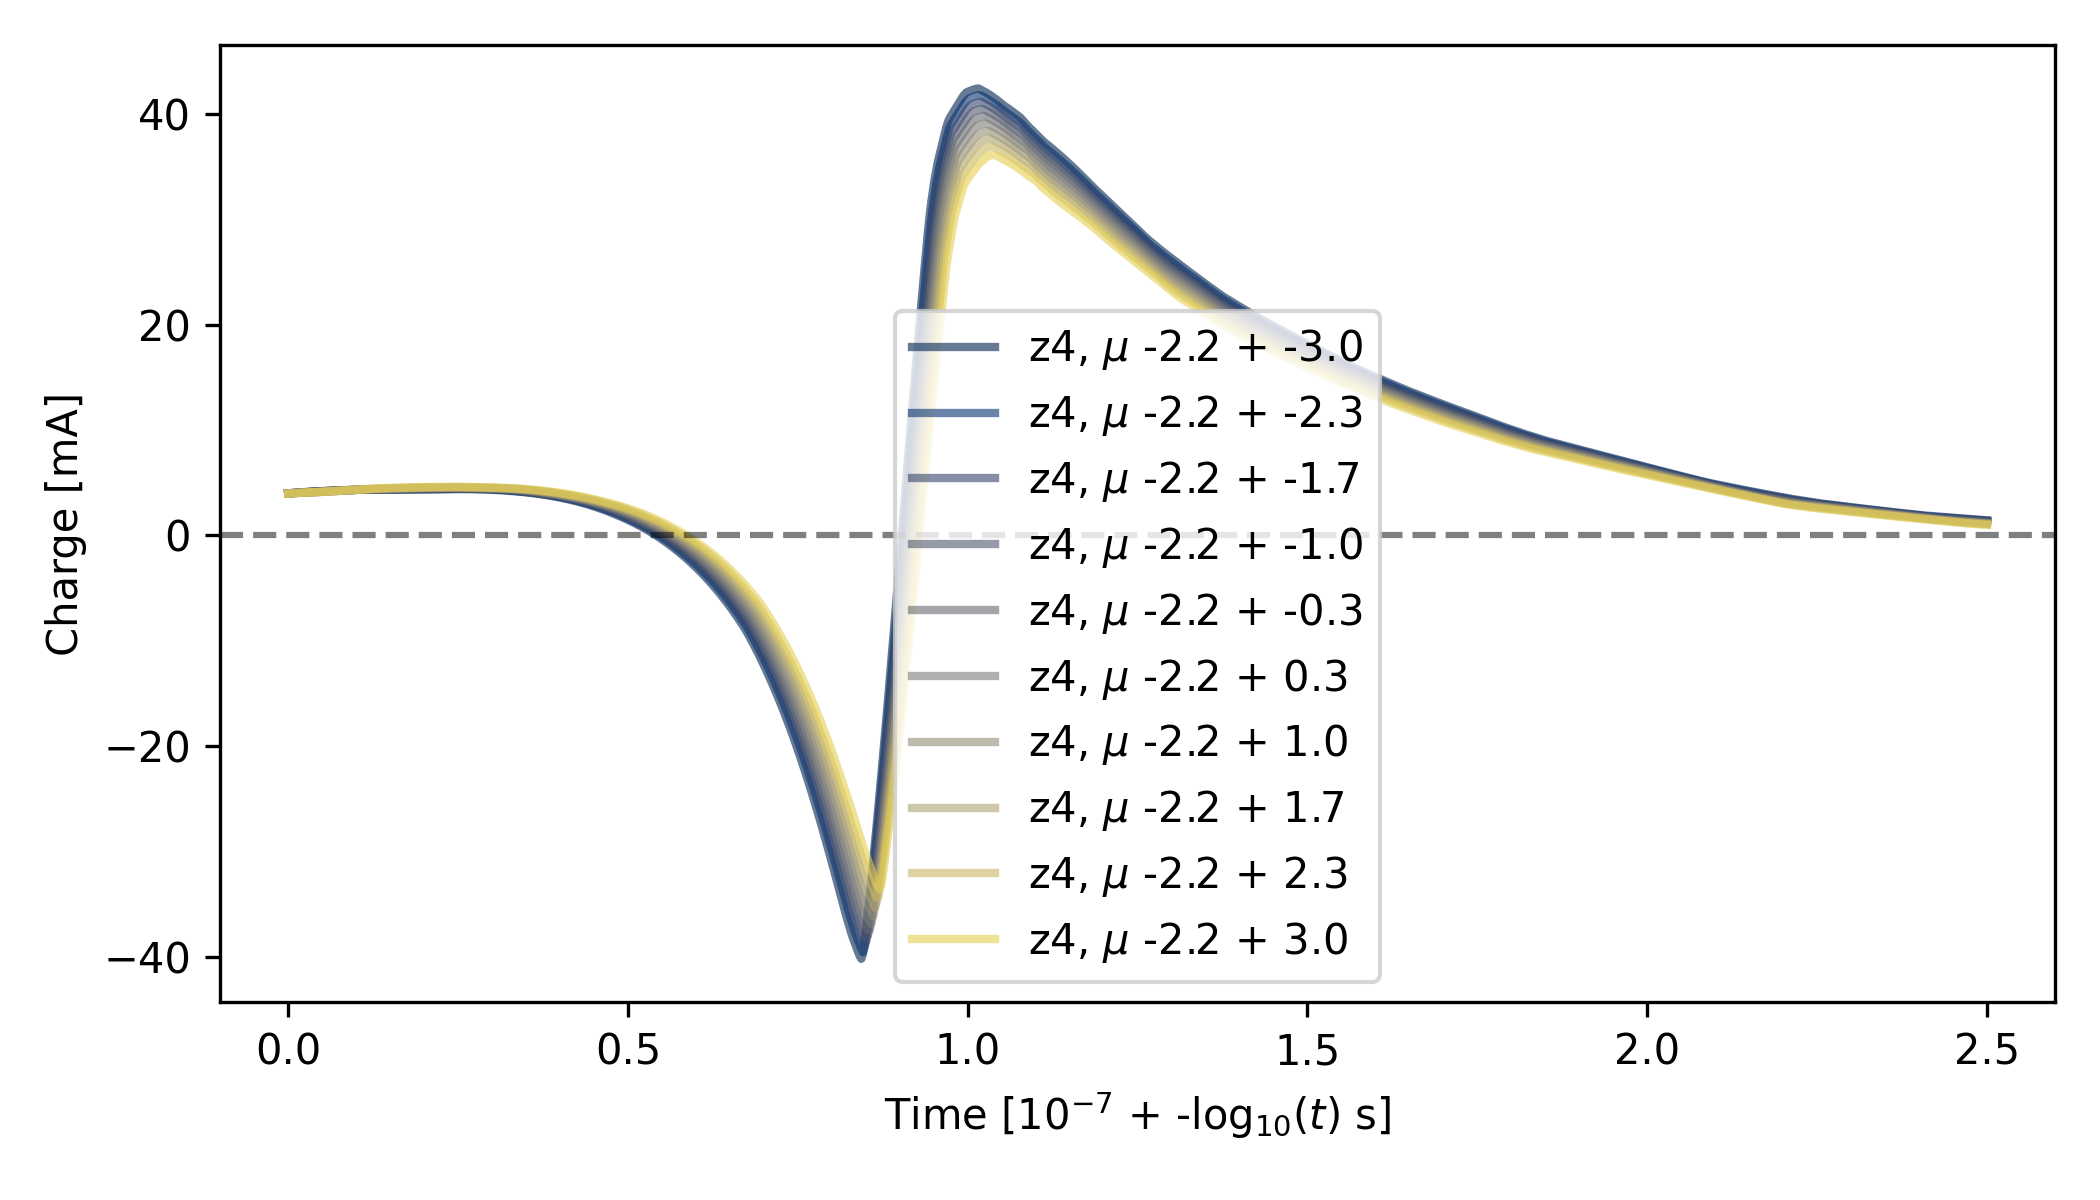 40
20
0
−20
−40
Charge [mA]
z4, μ -2.2 + -3.0
z4, μ -2.2 + -2.3
z4, μ -2.2 + -1.7
z4, μ -2.2 + -1.0
z4, μ -2.2 + -0.3
z4, μ -2.2 + 0.3
z4, μ -2.2 + 1.0
z4, μ -2.2 + 1.7
z4, μ -2.2 + 2.3
z4, μ -2.2 + 3.0
0.0 0.5 1.0 1.5 2.0 2.5
Time [10⁻⁷ + -log₁₀(t) s]